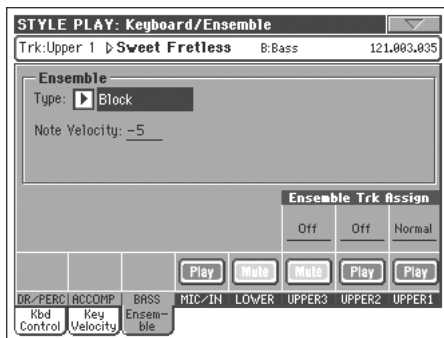 STYLE PLAY: Keyboard/Ensemble
Trk:Upper 1 Sweet Fretless B:Bass 121.003.035
Ensemble
Type: Block
Note Velocity: -5
Ensemble Trk Assign
Off Off Normal
Play Mute Mute Play Play
DR/PERC ACCOMP BASS MIC/IN LOWER UPPER3 UPPER2 UPPER1
Kbd Control Key Velocity Ensem-ble